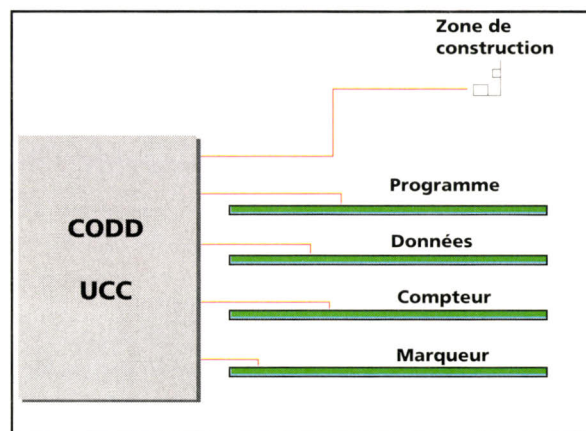 Zone de
construction
Programme
CODD
Données
UCC
Compteur
Marqueur